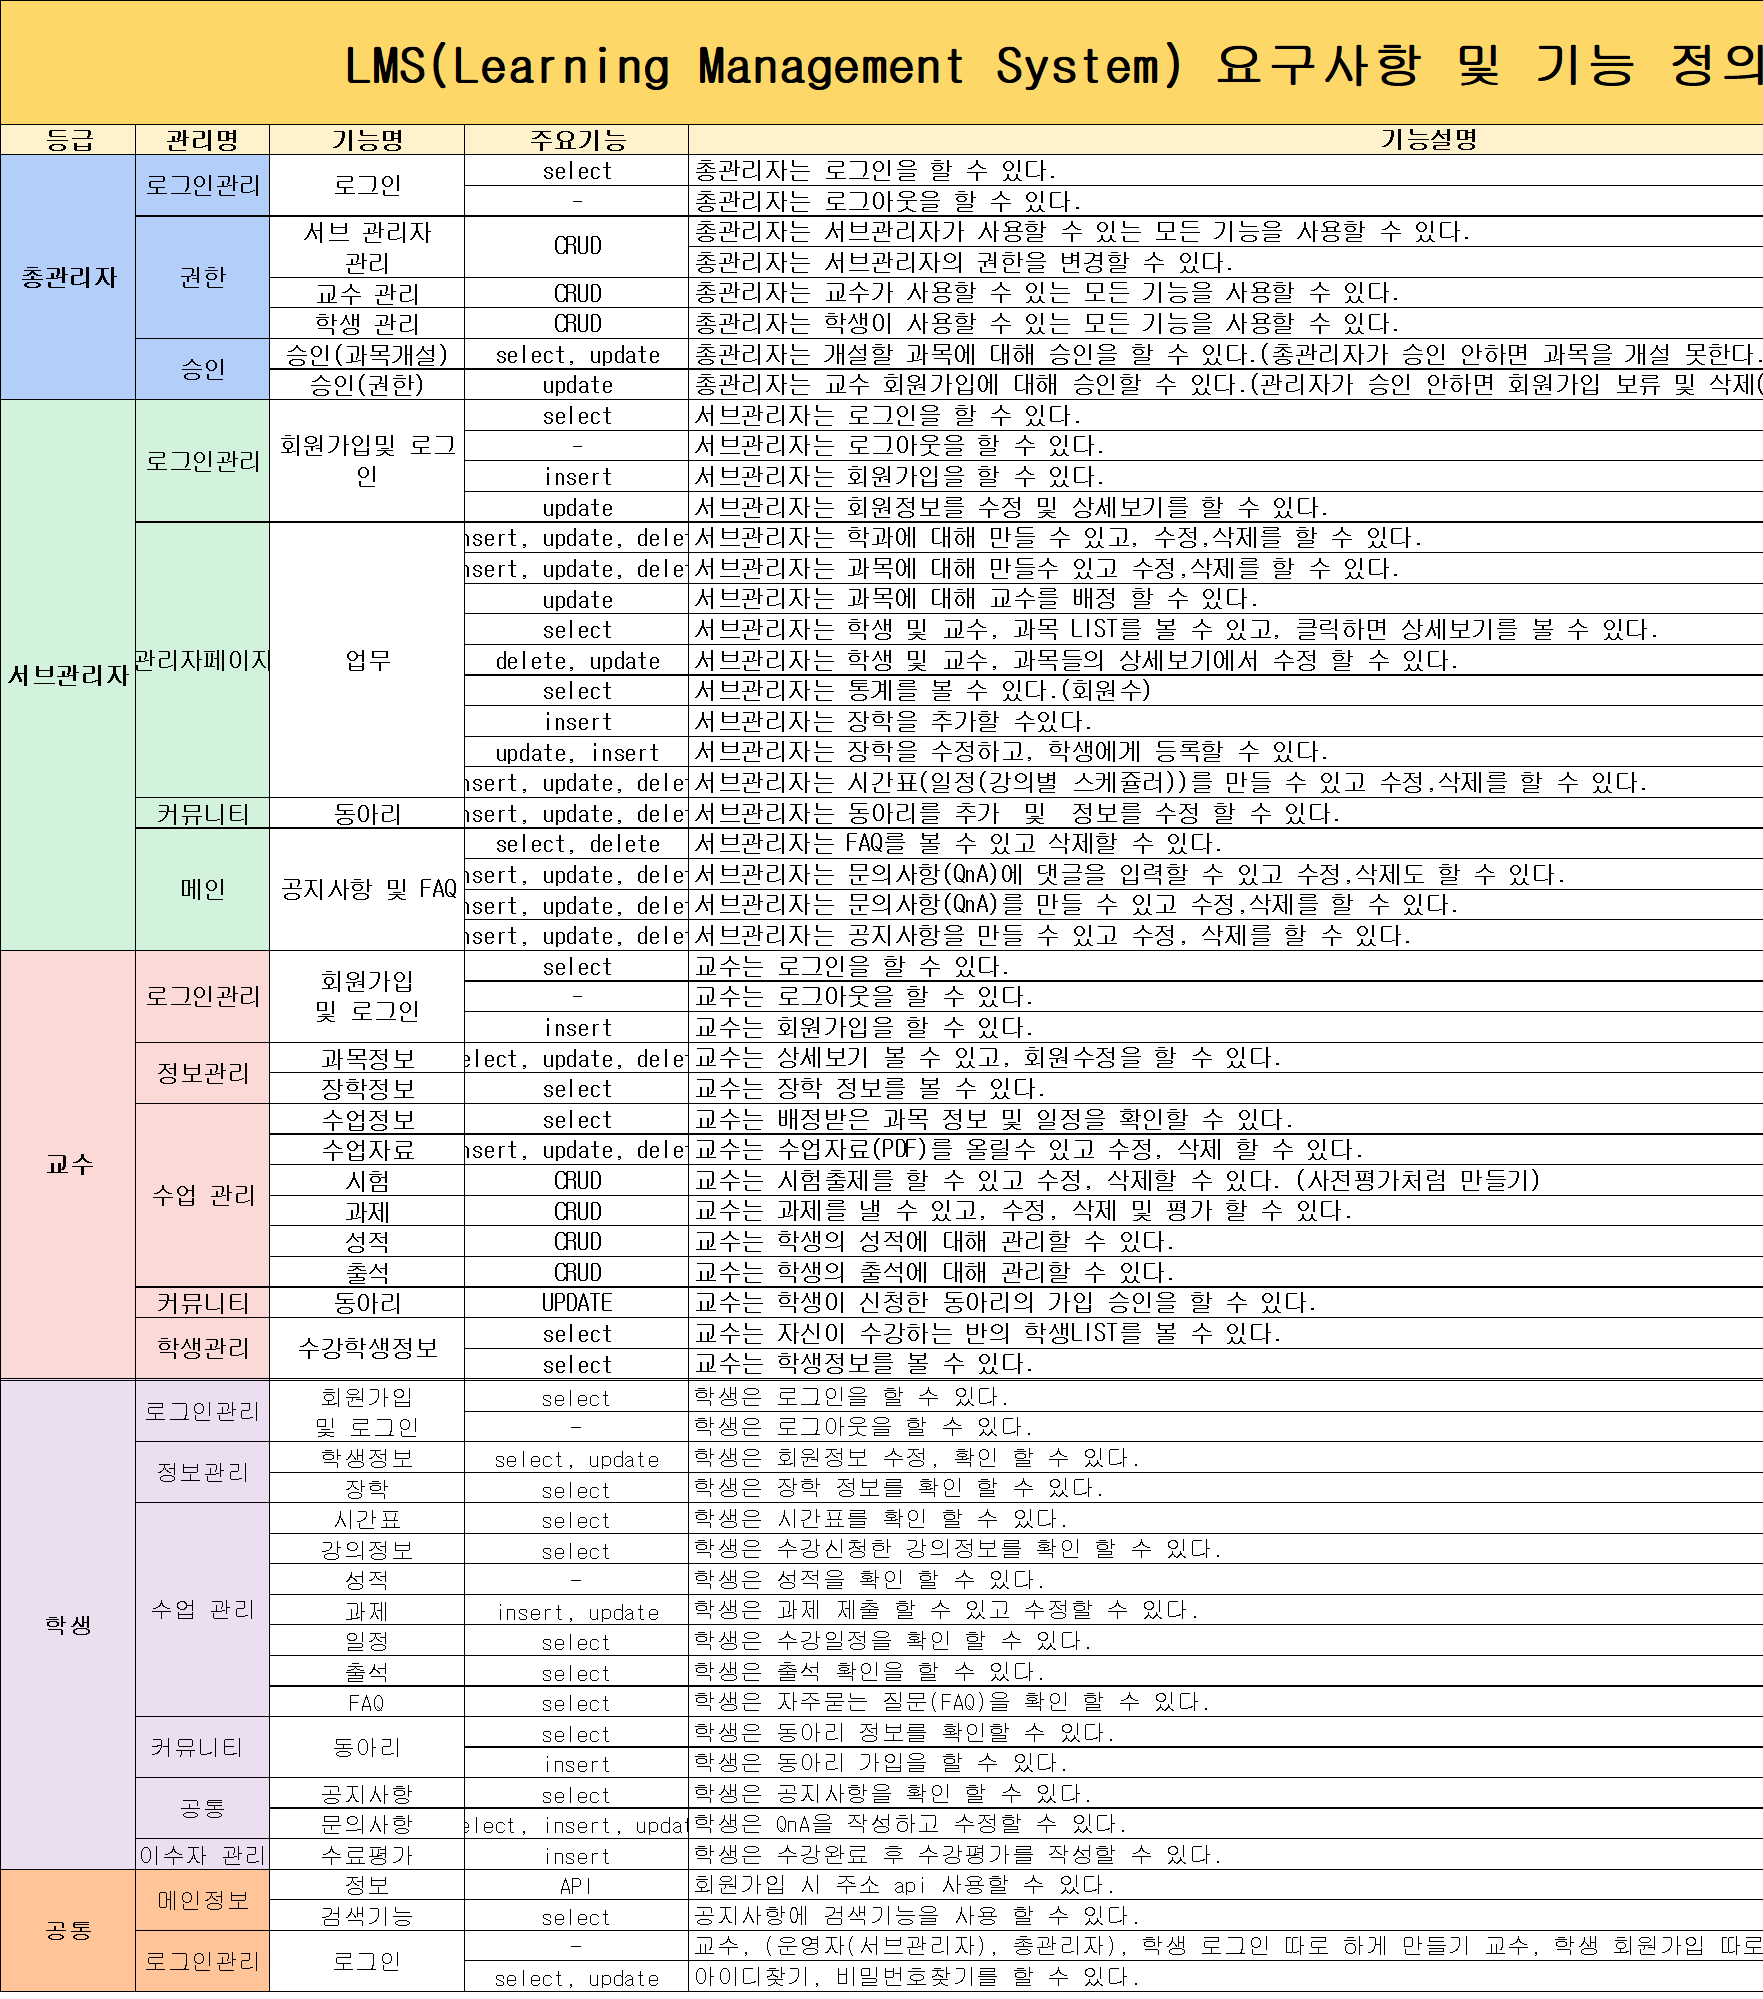 LMS(Learning Management System) 요구사항 및 기능 정의
등급 관리명 기능명 주요기능 기능설명
총관리자 로그인관리 로그인 select 총관리자는 로그인을 할 수 있다.
- 총관리자는 로그아웃을 할 수 있다.
권한 서브 관리자 관리 CRUD 총관리자는 서브관리자가 사용할 수 있는 모든 기능을 사용할 수 있다.
총관리자는 서브관리자의 권한을 변경할 수 있다.
교수 관리 CRUD 총관리자는 교수가 사용할 수 있는 모든 기능을 사용할 수 있다.
학생 관리 CRUD 총관리자는 학생이 사용할 수 있는 모든 기능을 사용할 수 있다.
승인 승인(과목개설) select, update 총관리자는 개설할 과목에 대해 승인을 할 수 있다.(총관리자가 승인 안하면 과목을 개설 못한다.
승인(권한) update 총관리자는 교수 회원가입에 대해 승인할 수 있다.(관리자가 승인 안하면 회원가입 보류 및 삭제(
서브관리자 로그인관리 회원가입및 로그인 select 서브관리자는 로그인을 할 수 있다.
- 서브관리자는 로그아웃을 할 수 있다.
insert 서브관리자는 회원가입을 할 수 있다.
update 서브관리자는 회원정보를 수정 및 상세보기를 할 수 있다.
관리자페이지 업무 nsert, update, delet 서브관리자는 학과에 대해 만들 수 있고, 수정,삭제를 할 수 있다.
nsert, update, delet 서브관리자는 과목에 대해 만들수 있고 수정,삭제를 할 수 있다.
update 서브관리자는 과목에 대해 교수를 배정 할 수 있다.
select 서브관리자는 학생 및 교수, 과목 LIST를 볼 수 있고, 클릭하면 상세보기를 볼 수 있다.
delete, update 서브관리자는 학생 및 교수, 과목들의 상세보기에서 수정 할 수 있다.
select 서브관리자는 통계를 볼 수 있다.(회원수)
insert 서브관리자는 장학을 추가할 수있다.
update, insert 서브관리자는 장학을 수정하고, 학생에게 등록할 수 있다.
nsert, update, delet 서브관리자는 시간표(일정(강의별 스케쥴러))를 만들 수 있고 수정,삭제를 할 수 있다.
커뮤니티 동아리 nsert, update, delet 서브관리자는 동아리를 추가 및 정보를 수정 할 수 있다.
메인 공지사항 및 FAQ select, delete 서브관리자는 FAQ를 볼 수 있고 삭제할 수 있다.
nsert, update, delet 서브관리자는 문의사항(QnA)에 댓글을 입력할 수 있고 수정,삭제도 할 수 있다.
nsert, update, delet 서브관리자는 문의사항(QnA)를 만들 수 있고 수정,삭제를 할 수 있다.
nsert, update, delet 서브관리자는 공지사항을 만들 수 있고 수정, 삭제를 할 수 있다.
교수 로그인관리 회원가입 및 로그인 select 교수는 로그인을 할 수 있다.
- 교수는 로그아웃을 할 수 있다.
insert 교수는 회원가입을 할 수 있다.
정보관리 과목정보 elect, update, delet 교수는 상세보기 볼 수 있고, 회원수정을 할 수 있다.
장학정보 select 교수는 장학 정보를 볼 수 있다.
수업 관리 수업정보 select 교수는 배정받은 과목 정보 및 일정을 확인할 수 있다.
수업자료 nsert, update, delet 교수는 수업자료(PDF)를 올릴수 있고 수정, 삭제 할 수 있다.
시험 CRUD 교수는 시험출제를 할 수 있고 수정, 삭제할 수 있다. (사전평가처럼 만들기)
과제 CRUD 교수는 과제를 낼 수 있고, 수정, 삭제 및 평가 할 수 있다.
성적 CRUD 교수는 학생의 성적에 대해 관리할 수 있다.
출석 CRUD 교수는 학생의 출석에 대해 관리할 수 있다.
커뮤니티 동아리 UPDATE 교수는 학생이 신청한 동아리의 가입 승인을 할 수 있다.
학생관리 수강학생정보 select 교수는 자신이 수강하는 반의 학생LIST를 볼 수 있다.
select 교수는 학생정보를 볼 수 있다.
학생 로그인관리 회원가입 및 로그인 select 학생은 로그인을 할 수 있다.
- 학생은 로그아웃을 할 수 있다.
정보관리 학생정보 select, update 학생은 회원정보 수정, 확인 할 수 있다.
장학 select 학생은 장학 정보를 확인 할 수 있다.
수업 관리 시간표 select 학생은 시간표를 확인 할 수 있다.
강의정보 select 학생은 수강신청한 강의정보를 확인 할 수 있다.
성적 - 학생은 성적을 확인 할 수 있다.
과제 insert, update 학생은 과제 제출 할 수 있고 수정할 수 있다.
일정 select 학생은 수강일정을 확인 할 수 있다.
출석 select 학생은 출석 확인을 할 수 있다.
FAQ select 학생은 자주묻는 질문(FAQ)을 확인 할 수 있다.
커뮤니티 동아리 select 학생은 동아리 정보를 확인할 수 있다.
insert 학생은 동아리 가입을 할 수 있다.
공통 공지사항 select 학생은 공지사항을 확인 할 수 있다.
문의사항 elect, insert, updat 학생은 QnA을 작성하고 수정할 수 있다.
이수자 관리 수료평가 insert 학생은 수강완료 후 수강평가를 작성할 수 있다.
공통 메인정보 정보 API 회원가입 시 주소 api 사용할 수 있다.
검색기능 select 공지사항에 검색기능을 사용 할 수 있다.
로그인관리 로그인 - 교수, (운영자(서브관리자), 총관리자), 학생 로그인 따로 하게 만들기 교수, 학생 회원가입 따로
select, update 아이디찾기, 비밀번호찾기를 할 수 있다.